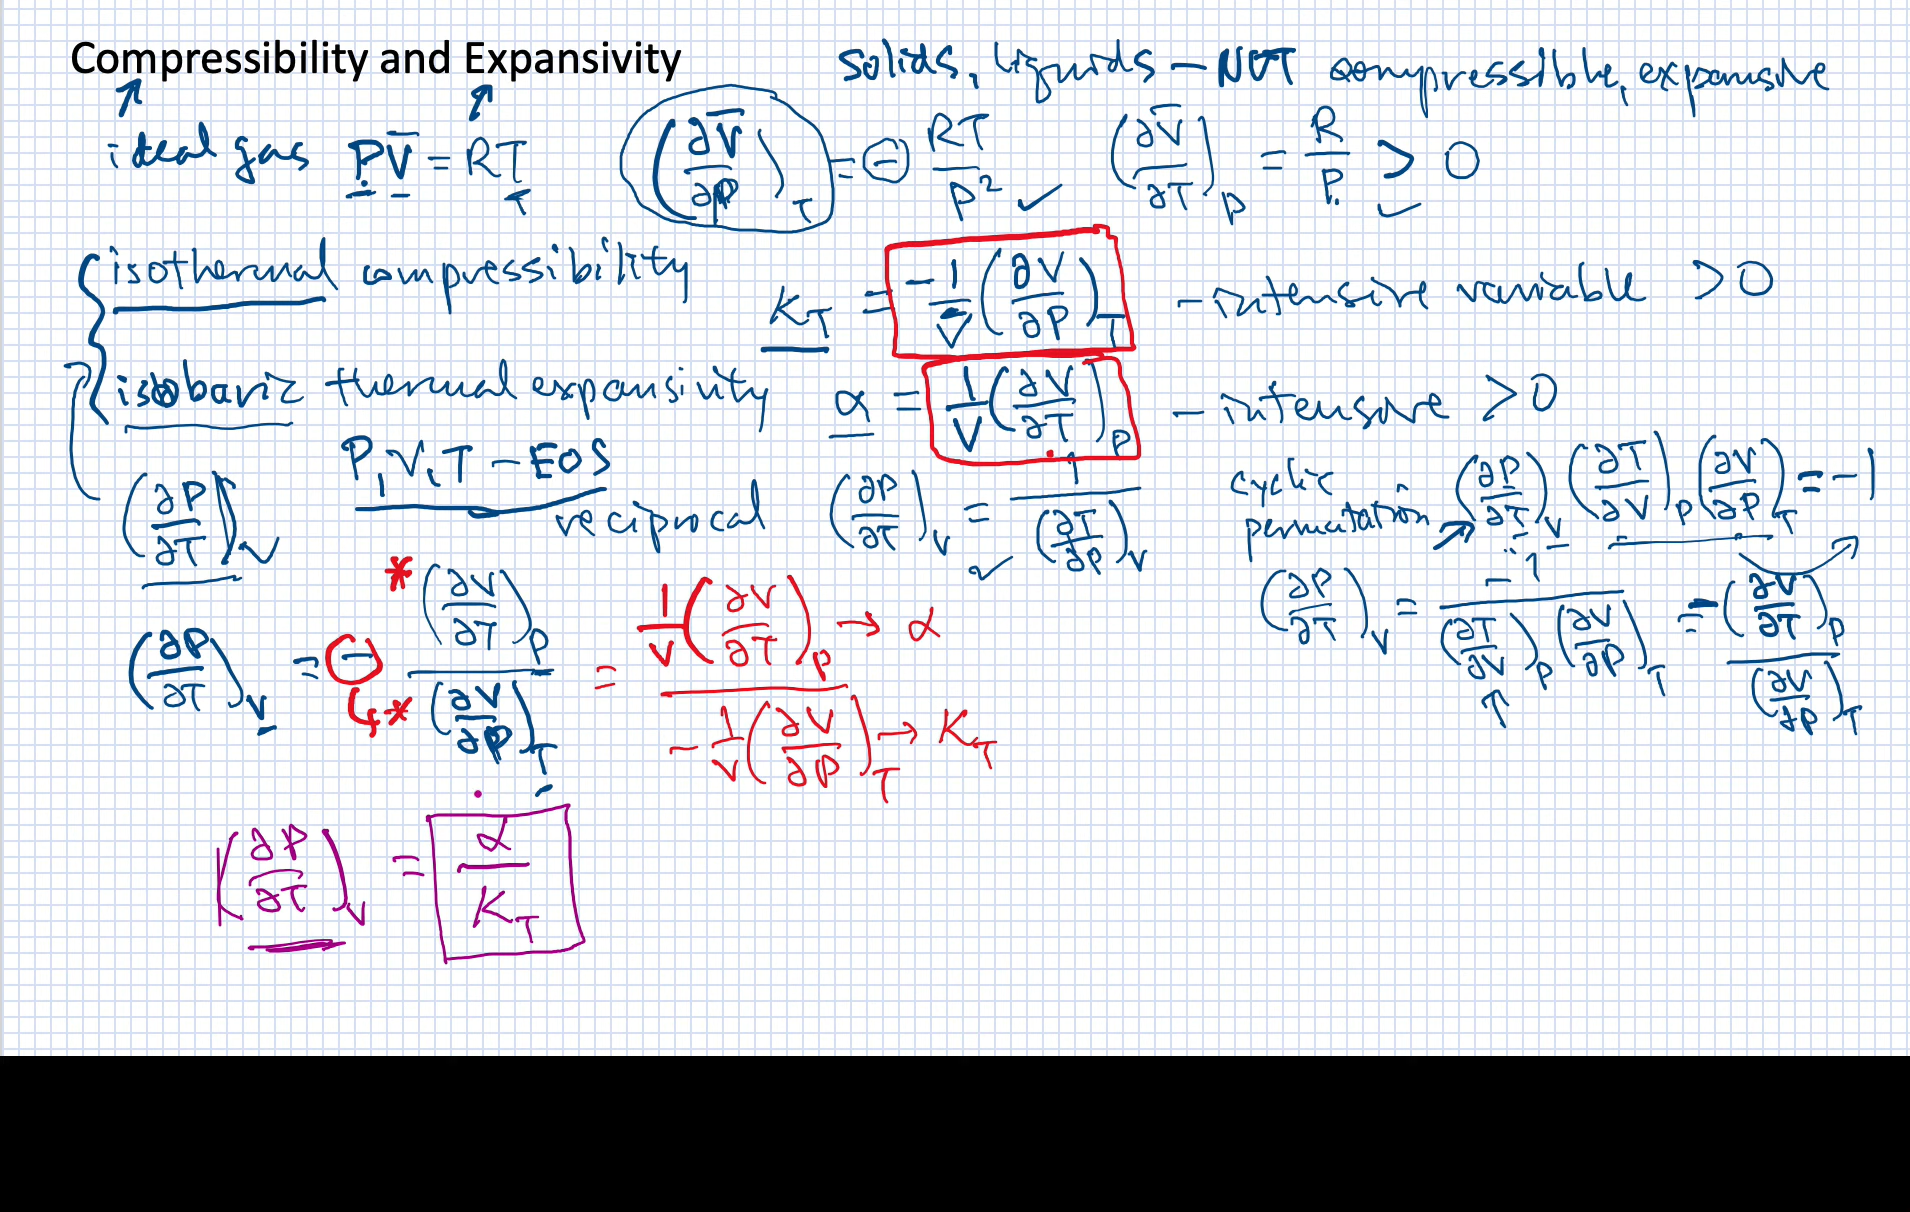 Compressibility and Expansivity
solids, liquids – NOT compressible, expansive
ideal gas PV̄ = RT (∂V̄/∂P)_T = ⊖ RT/P² ✓ (∂V̄/∂T)_P = R/P > 0 ✓
isothermal compressibility κ_T = -1/V (∂V/∂P)_T – intensive variable > 0
isobaric thermal expansivity α = 1/V (∂V/∂T)_P – intensive > 0
P, V, T – EOS
(∂P/∂T)_V reciprocal (∂P/∂T)_V = 1/(∂T/∂P)_V ✓
cyclic permutation (∂P/∂T)_V (∂T/∂V)_P (∂V/∂P)_T = -1
(∂P/∂T)_V = -1/((∂T/∂V)_P (∂V/∂P)_T) = -(∂V/∂T)_P/(∂V/∂P)_T
(∂P/∂T)_V = ⊖ * (∂V/∂T)_P / * (∂V/∂P)_T = 1/V (∂V/∂T)_P → α / -1/V (∂V/∂P)_T → κ_T
(∂P/∂T)_V = α/κ_T